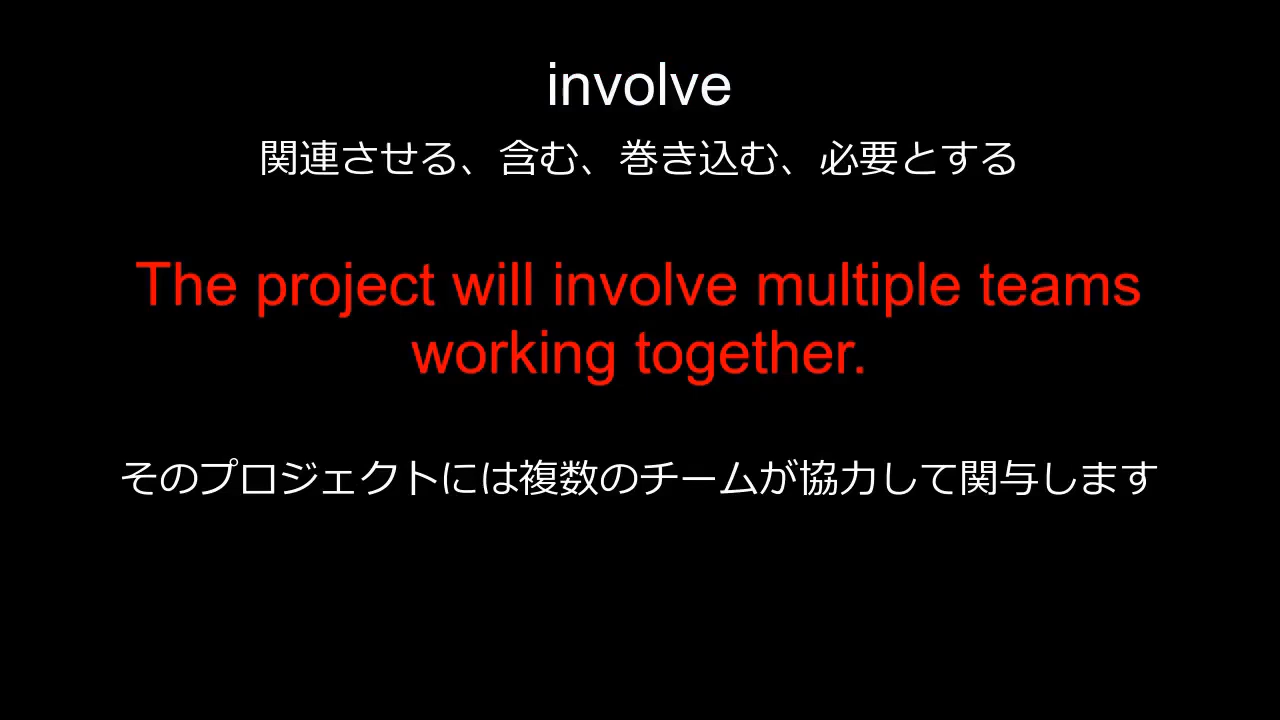 involve
関連させる、含む、巻き込む、必要とする
The project will involve multiple teams
working together.
そのプロジェクトには複数のチームが協力して関与します